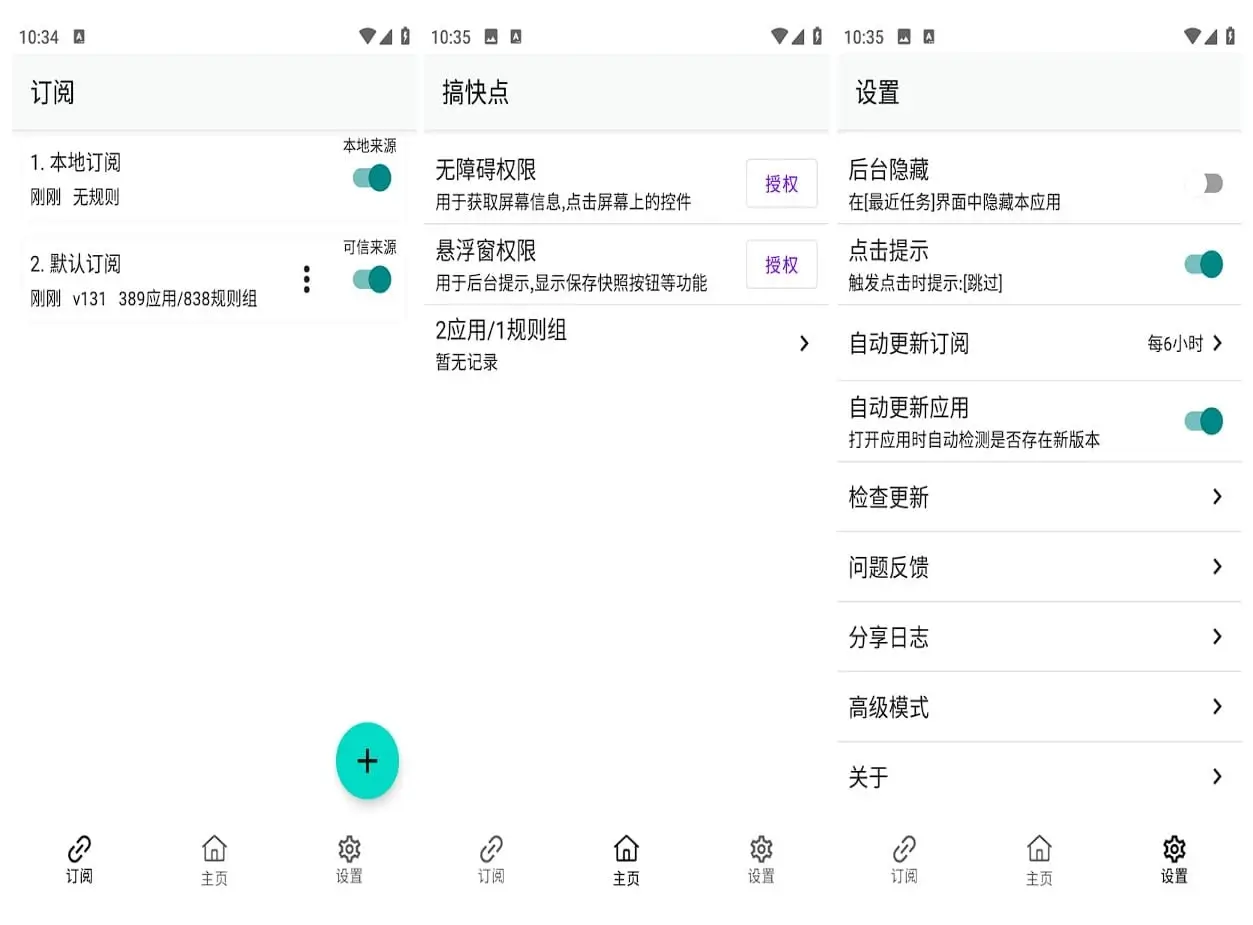 10:34
订阅
1. 本地订阅
本地来源
刚刚 无规则
2. 默认订阅
可信来源
刚刚 v131 389应用/838规则组
订阅
主页
设置
10:35
搞快点
无障碍权限
用于获取屏幕信息,点击屏幕上的控件
授权
悬浮窗权限
用于后台提示,显示保存快照按钮等功能
授权
2应用/1规则组
暂无记录
订阅
主页
设置
10:35
设置
后台隐藏
在[最近任务]界面中隐藏本应用
点击提示
触发点击时提示:[跳过]
自动更新订阅
每6小时
自动更新应用
打开应用时自动检测是否存在新版本
检查更新
问题反馈
分享日志
高级模式
关于
订阅
主页
设置